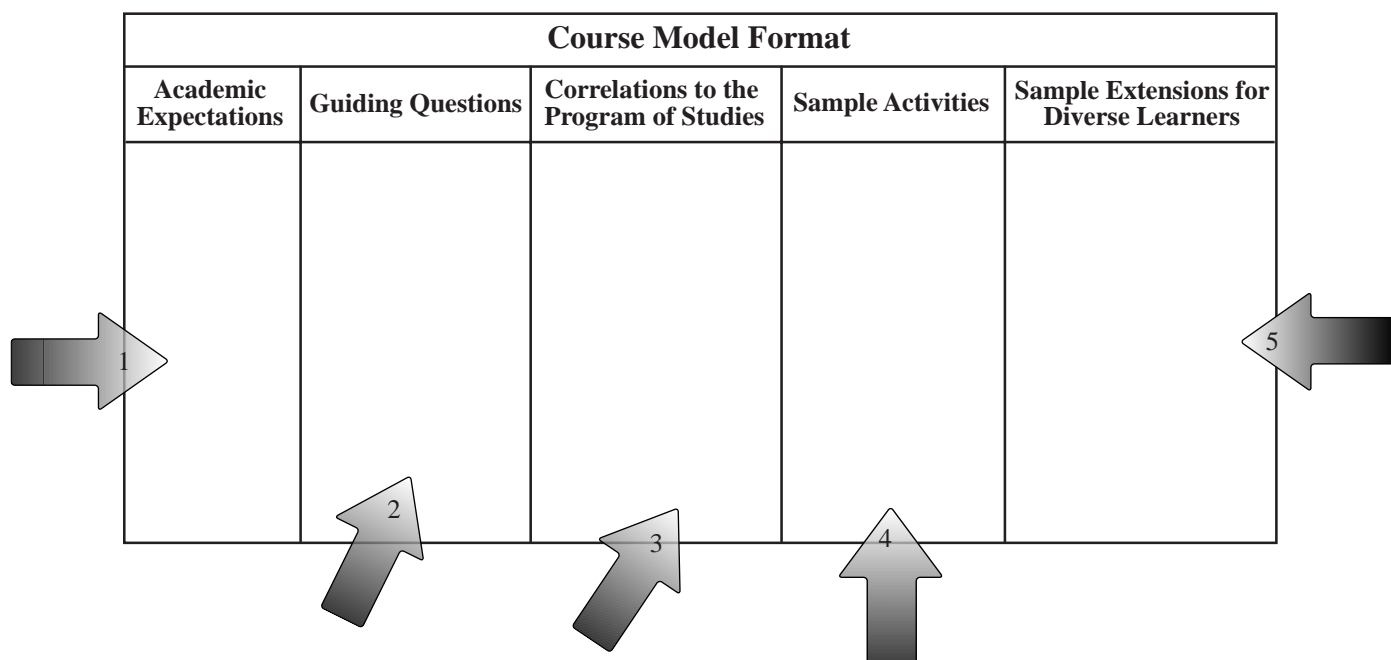 Course Model Format
Academic
Expectations
Guiding Questions
Correlations to the
Program of Studies
Sample Activities
Sample Extensions for
Diverse Learners
1
2
3
4
5